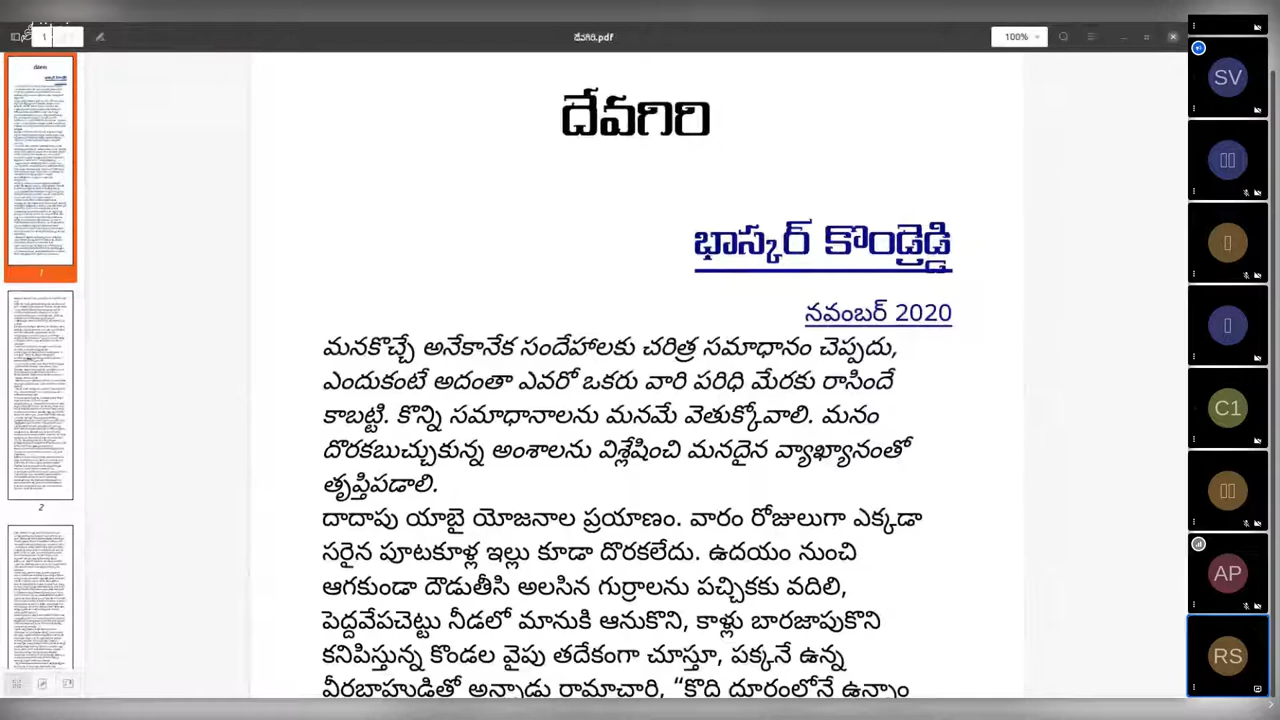 1
దేవగిరి.pdf
100%
దేవగిరి
భాస్కర్ కొండ్రెడ్డి
నవంబర్ 2020
మనకొచ్చే అనేకానేక సందేహాలకు చరిత్ర సమాధానం చెప్పదు,
ఎందుకంటే అదంతా ఎవరో ఒకరు వారి పరిధిమేరకు రాసిందే
కాబట్టి. కొన్ని సమాధానాలను మనమే వెతుక్కోవాలి. మనం
దొరకబుచ్చుకున్న అంశాలను విశ్లేషించి మనదైన వ్యాఖ్యానంతో
తృప్తిపడాలి.
దాదాపు యాభై యోజనాల ప్రయాణం. వారం రోజులుగా ఎక్కడా
సరైన పూటకూళ్ల ఇల్లు కూడా దొరకలేదు. ఉదయం నుంచి
ఆగకుండా దౌడుతీసి అలసిన గుర్రాలను పచ్చికకు వదిలి,
పెద్దవేపచెట్టు నీడలో మానుకి ఆనుకొని, కాళ్లు బారజాపుకొని
కనిపిస్తున్న కొండల వైపు తదేకంగా చూస్తూ పక్కనే ఉన్న
వీరబాహుడితో అన్నాడు రామాచారి, “కొద్ది దూరంలోనే ఉన్నాం
1
2
SV
C1
AP
RS